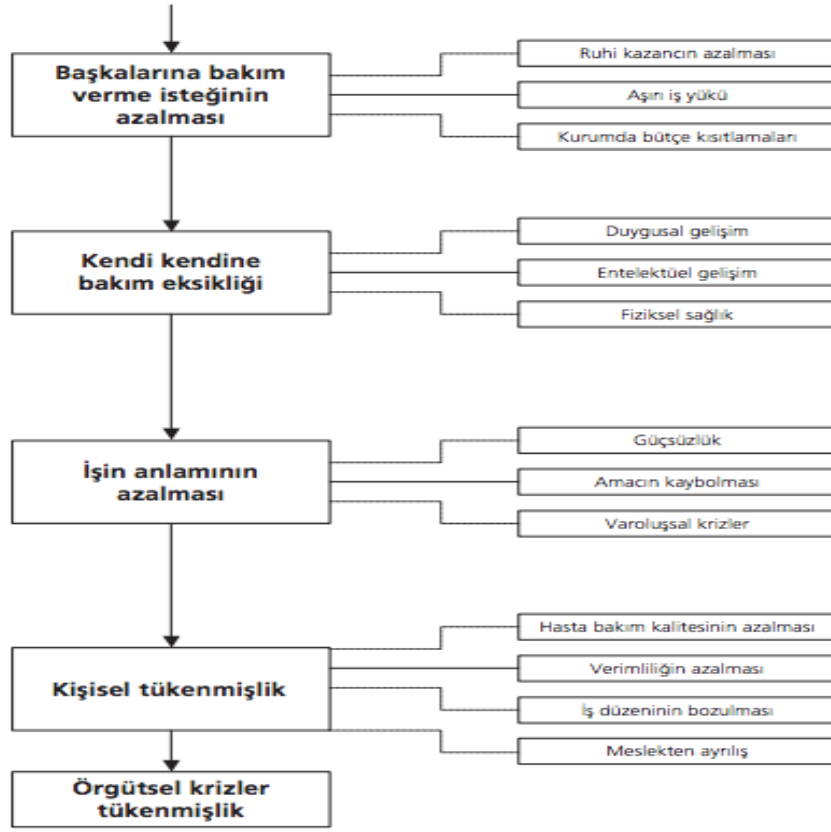 Başkalarına bakım
verme isteğinin
azalması
Ruhi kazancın azalması
Aşırı iş yükü
Kurumda bütçe kısıtlamaları
Kendi kendine
bakım eksikliği
Duygusal gelişim
Entelektüel gelişim
Fiziksel sağlık
İşin anlamının
azalması
Güçsüzlük
Amacın kaybolması
Varoluşsal krizler
Kişisel tükenmişlik
Hasta bakım kalitesinin azalması
Verimliliğin azalması
İş düzeninin bozulması
Meslekten ayrılış
Örgütsel krizler
tükenmişlik